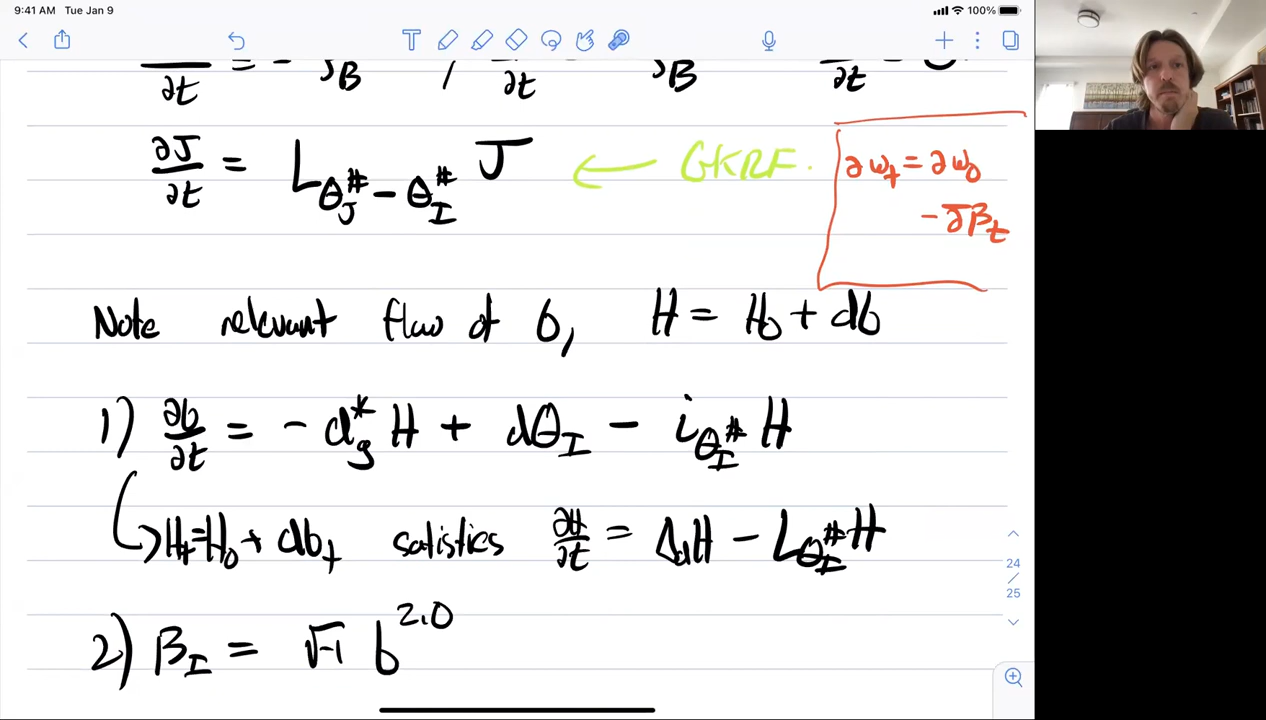 9:41 AM Tue Jan 9
100%
T
∂t = - ∂β / ∂t β ∂t
∂J/∂t = L_{θ_J^# - θ_I^#} J ← GKRF.
∂ω_t = ∂ω_0
- ∂̄β_t
Note relevant flow of b, H = H_0 + db
1) ∂b/∂t = - d_g^* H + dθ_I - i_{θ_I^#} H
↳ H_t = H_0 + db_t satisfies ∂H/∂t = Δ_d H - L_{θ_I^#} H
2) β_I = √-1 b^{2,0}
24
/
25